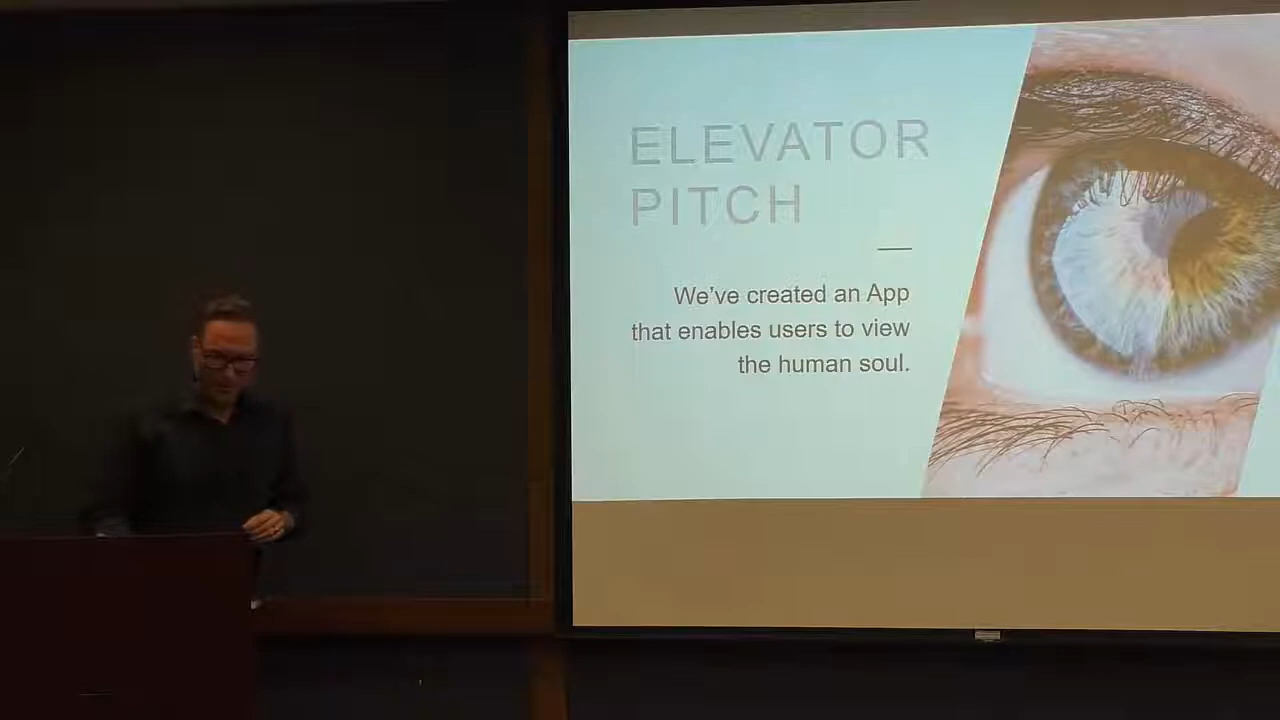 ELEVATOR
PITCH
We've created an App
that enables users to view
the human soul.